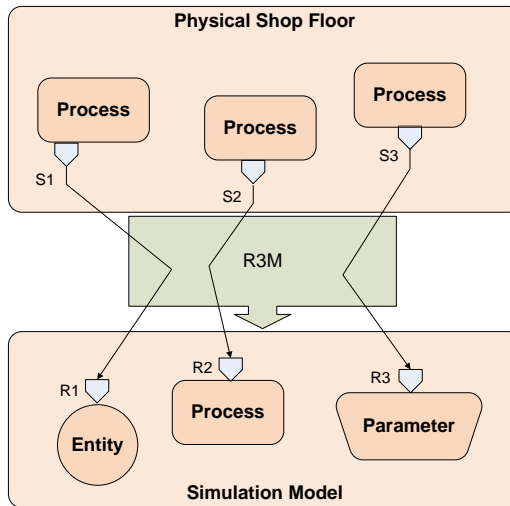 Physical Shop Floor
Process
Process
Process
S1
S2
S3
R3M
R1
R2
R3
Entity
Process
Parameter
Simulation Model